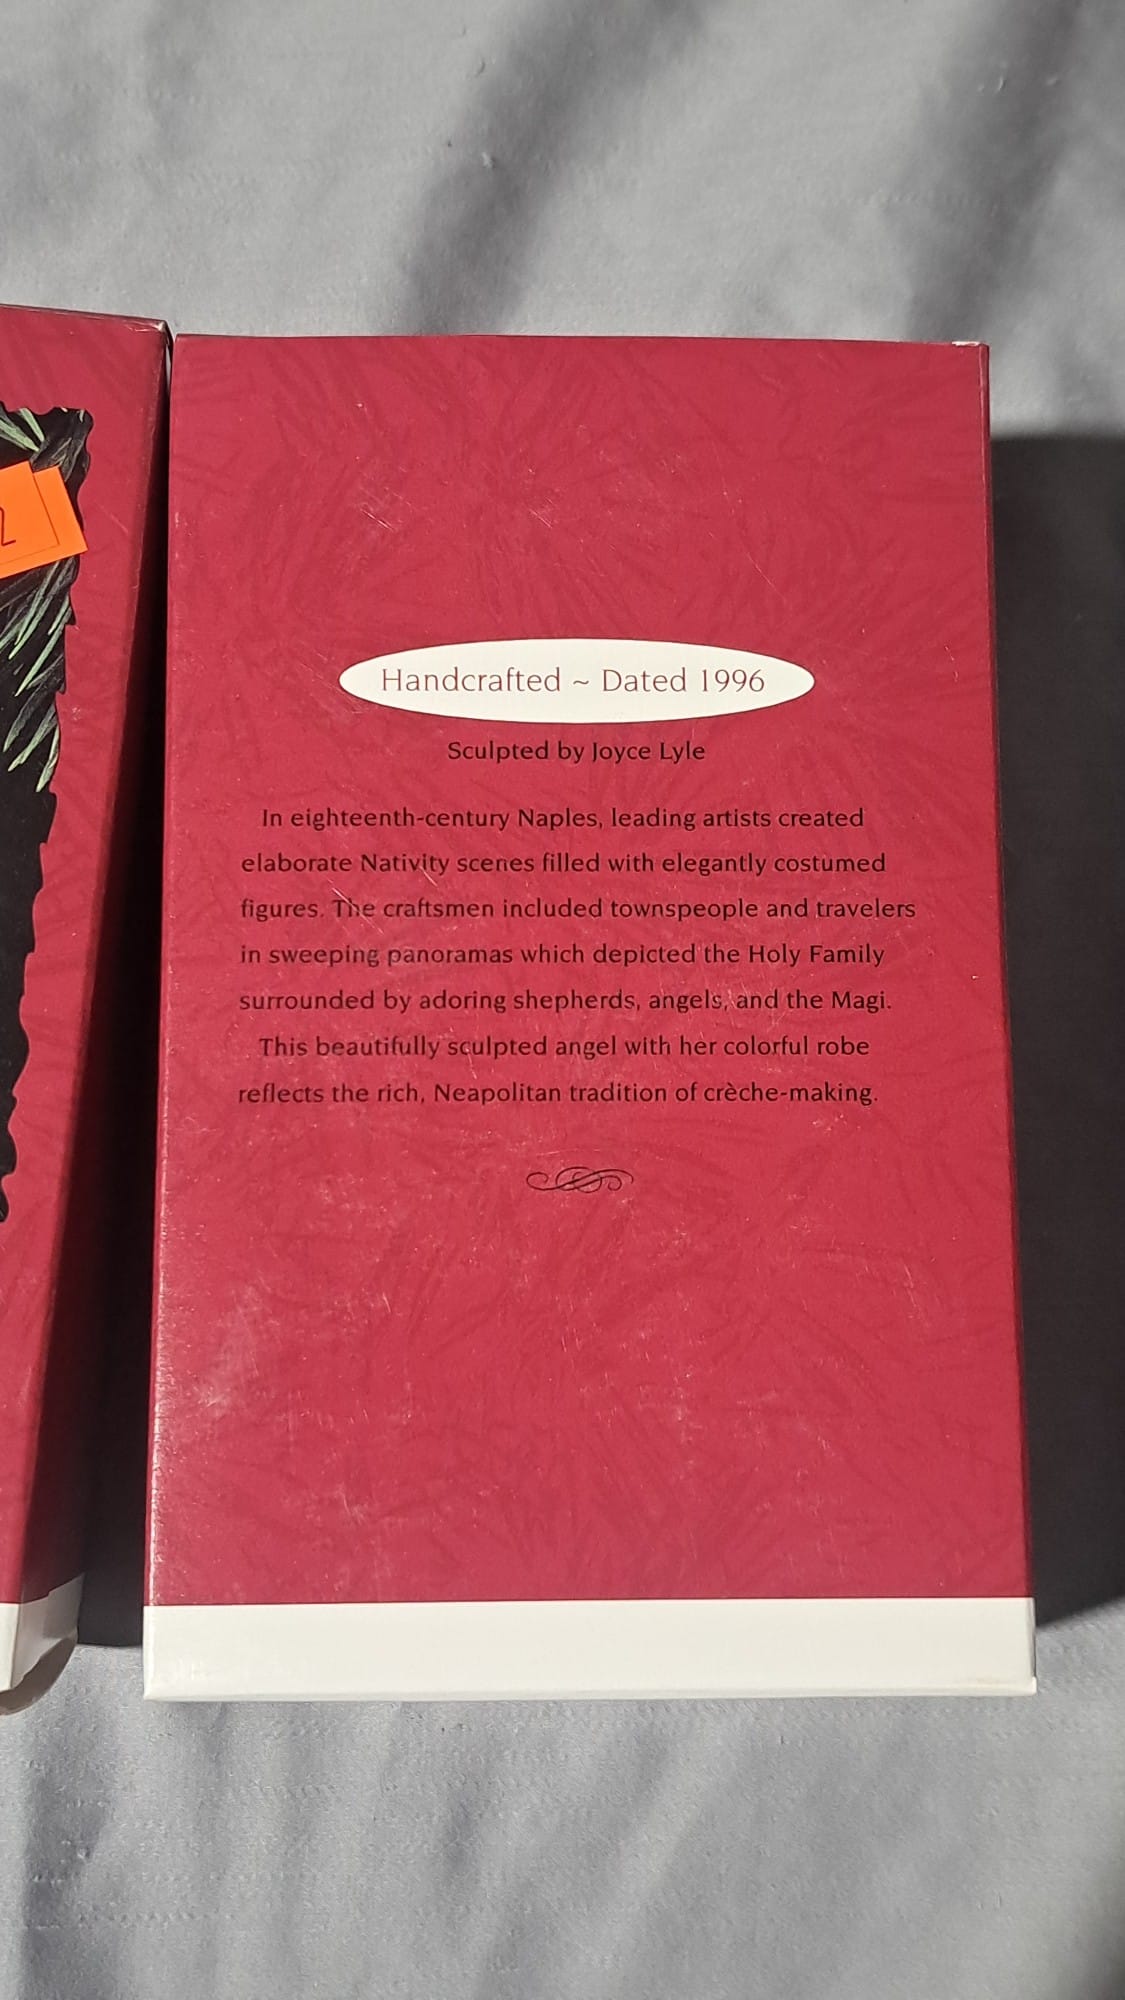 2
Handcrafted ~ Dated 1996
Sculpted by Joyce Lyle
In eighteenth-century Naples, leading artists created
elaborate Nativity scenes filled with elegantly costumed
figures. The craftsmen included townspeople and travelers
in sweeping panoramas which depicted the Holy Family
surrounded by adoring shepherds, angels, and the Magi.
This beautifully sculpted angel with her colorful robe
reflects the rich, Neapolitan tradition of crèche-making.